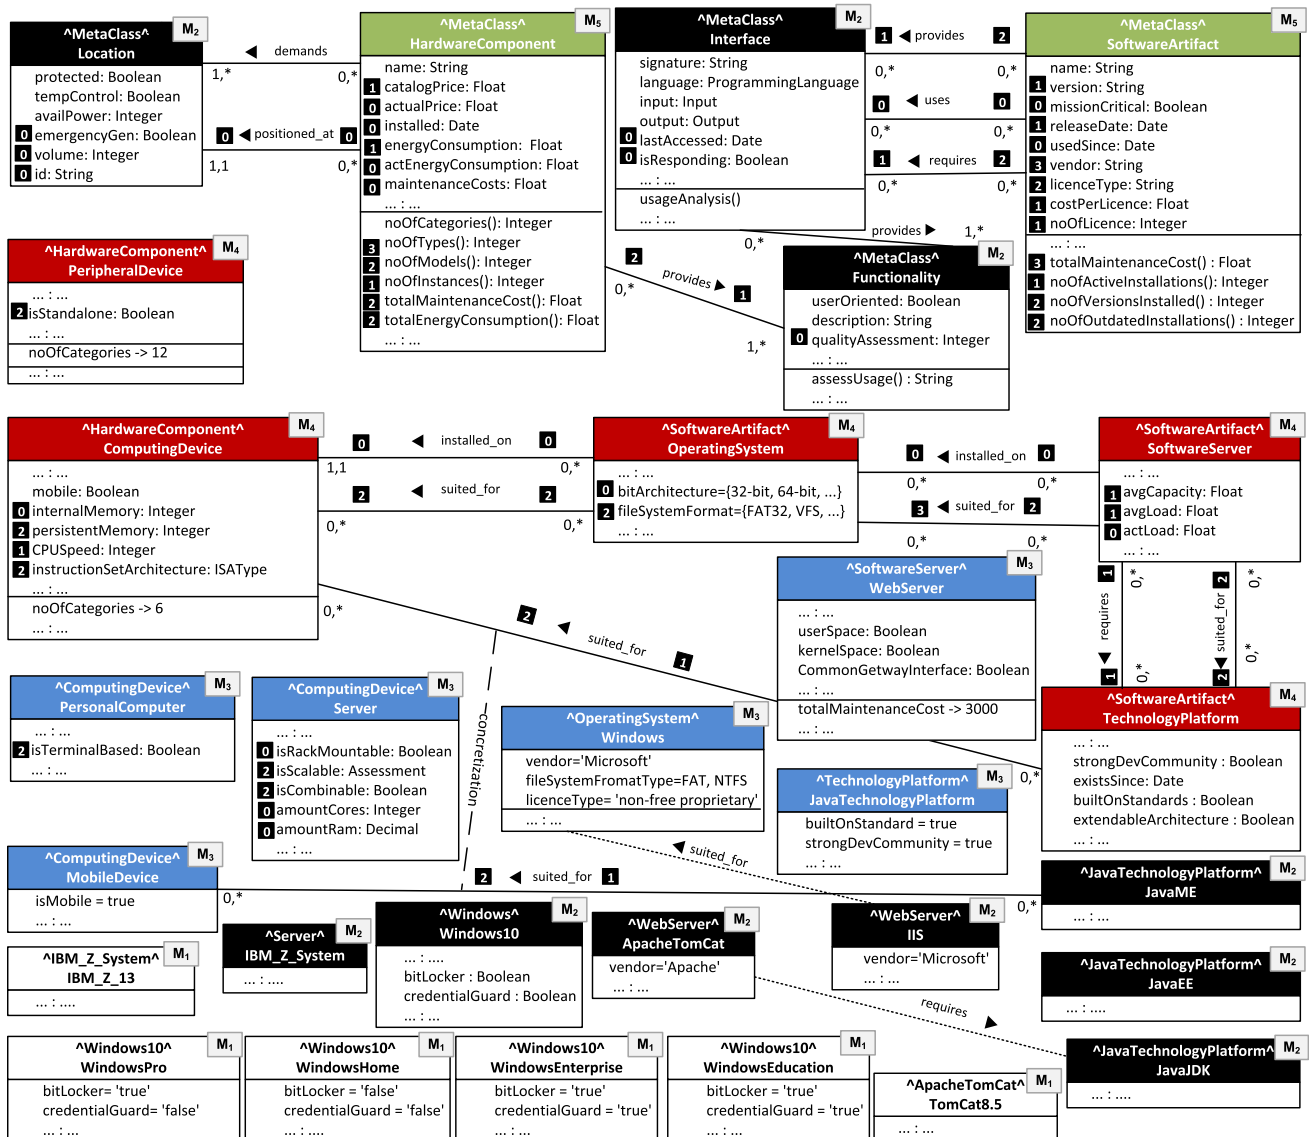 ^MetaClass^
Location
M2
protected: Boolean
tempControl: Boolean
availPower: Integer
0 emergencyGen: Boolean
0 volume: Integer
0 id: String
◄ demands
1,*
0,*
0 ◄ positioned_at 0
1,1
0,*
^MetaClass^
HardwareComponent
M5
name: String
1 catalogPrice: Float
0 actualPrice: Float
0 installed: Date
1 energyConsumption: Float
0 actEnergyConsumption: Float
0 maintenanceCosts: Float
... : ...
noOfCategories(): Integer
3 noOfTypes(): Integer
2 noOfModels(): Integer
1 noOfInstances(): Integer
2 totalMaintenanceCost(): Float
2 totalEnergyConsumption(): Float
... : ...
^MetaClass^
Interface
M2
signature: String
language: ProgrammingLanguage
input: Input
output: Output
0 lastAccessed: Date
0 isResponding: Boolean
... : ...
usageAnalysis()
... : ...
1 ◄ provides 2
0,*
0,*
0 ◄ uses 0
0,*
0,*
1 ◄ requires 2
0,*
0,*
^MetaClass^
SoftwareArtifact
M5
name: String
1 version: String
0 missionCritical: Boolean
1 releaseDate: Date
0 usedSince: Date
3 vendor: String
2 licenceType: String
1 costPerLicence: Float
1 noOfLicence: Integer
... : ...
3 totalMaintenanceCost() : Float
1 noOfActiveInstallations(): Integer
2 noOfVersionsInstalled() : Integer
2 noOfOutdatedInstallations() : Integer
provides ►
0,*
1,*
2
provides ►
1
0,*
1,*
^MetaClass^
Functionality
M2
userOriented: Boolean
description: String
0 qualityAssessment: Integer
... : ...
assessUsage() : String
... : ...
^HardwareComponent^
PeripheralDevice
M4
... : ...
2 isStandalone: Boolean
... : ...
noOfCategories -> 12
... : ...
^HardwareComponent^
ComputingDevice
M4
... : ...
mobile: Boolean
0 internalMemory: Integer
2 persistentMemory: Integer
1 CPUSpeed: Integer
2 instructionSetArchitecture: ISAType
... : ...
noOfCategories -> 6
... : ...
0 ◄ installed_on 0
1,1
0,*
2 ◄ suited_for 2
0,*
0,*
^SoftwareArtifact^
OperatingSystem
M4
... : ...
0 bitArchitecture={32-bit, 64-bit, ...}
2 fileSystemFormat={FAT32, VFS, ...}
... : ...
0 ◄ installed_on 0
0,*
0,*
3 ◄ suited_for 2
0,*
0,*
^SoftwareArtifact^
SoftwareServer
M4
... : ...
1 avgCapacity: Float
1 avgLoad: Float
0 actLoad: Float
... : ...
1 requires ► 1
0,*
0,*
2 suited_for ► 2
0,*
0,*
^SoftwareServer^
WebServer
M3
... : ...
userSpace: Boolean
kernelSpace: Boolean
CommonGetwayInterface: Boolean
... : ...
totalMaintenanceCost -> 3000
... : ...
0,*
2 ◄ suited_for 1
0,*
^ComputingDevice^
PersonalComputer
M3
... : ...
2 isTerminalBased: Boolean
... : ...
^ComputingDevice^
Server
M3
... : ...
0 isRackMountable: Boolean
2 isScalable: Assessment
2 isCombinable: Boolean
0 amountCores: Integer
0 amountRam: Decimal
... : ...
concretization
^OperatingSystem^
Windows
M3
vendor='Microsoft'
fileSystemFromatType=FAT, NTFS
licenceType= 'non-free proprietary'
... : ...
^TechnologyPlatform^
JavaTechnologyPlatform
M3
builtOnStandard = true
strongDevCommunity = true
... : ...
^SoftwareArtifact^
TechnologyPlatform
M4
... : ...
strongDevCommunity : Boolean
existsSince: Date
builtOnStandards : Boolean
extendableArchitecture : Boolean
... : ...
^ComputingDevice^
MobileDevice
M3
isMobile = true
... : ...
◄ suited_for
2 ◄ suited_for 1
0,*
0,*
^JavaTechnologyPlatform^
JavaME
M2
... : ...
^IBM_Z_System^
IBM_Z_13
M1
... : ....
^Server^
IBM_Z_System
M2
... : ....
^Windows^
Windows10
M2
... : ....
bitLocker : Boolean
credentialGuard : Boolean
... : ...
^WebServer^
ApacheTomCat
M2
vendor='Apache'
... : ...
^WebServer^
IIS
M2
vendor='Microsoft'
... : ...
^JavaTechnologyPlatform^
JavaEE
M2
... : ....
requires ►
^JavaTechnologyPlatform^
JavaJDK
M2
... : ....
^Windows10^
WindowsPro
M1
bitLocker= 'true'
credentialGuard= 'false'
... : ...
^Windows10^
WindowsHome
M1
bitLocker = 'false'
credentialGuard = 'false'
... : ....
^Windows10^
WindowsEnterprise
M1
bitLocker = 'true'
credentialGuard = 'true'
... : ...
^Windows10^
WindowsEducation
M1
bitLocker = 'true'
credentialGuard = 'true'
... : ...
^ApacheTomCat^
TomCat8.5
M1
... : ...